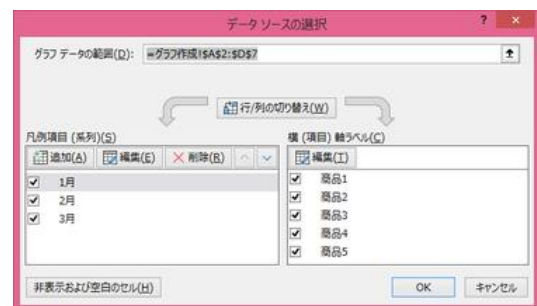 データ ソースの選択
? ×
グラフ データの範囲(D): =グラフ作成!$A$2:$D$7
行/列の切り替え(W)
凡例項目 (系列)(S)
追加(A) 編集(E) 削除(R)
1月
2月
3月
横 (項目) 軸ラベル(C)
編集(T)
商品1
商品2
商品3
商品4
商品5
非表示および空白のセル(H)
OK キャンセル